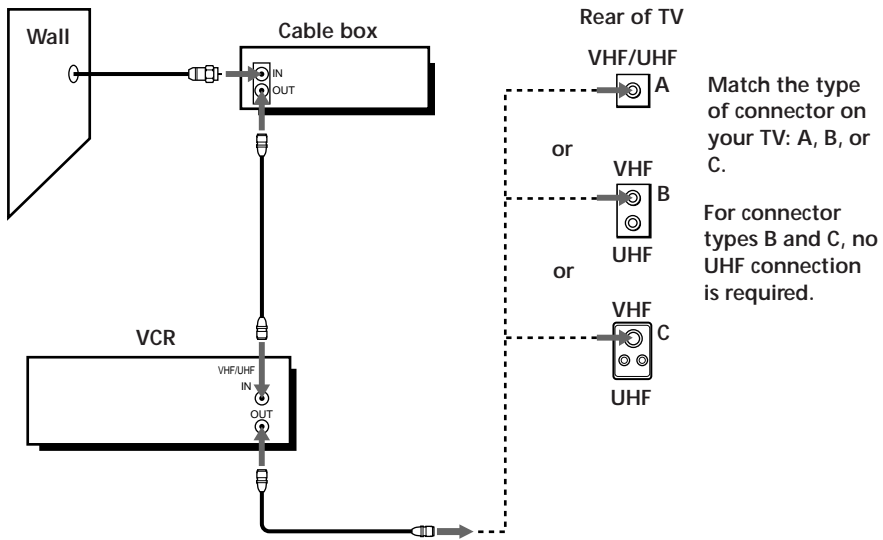 Wall
Cable box
IN
OUT
VCR
VHF/UHF
IN
OUT
Rear of TV
VHF/UHF
A
or
VHF
B
UHF
or
VHF
C
UHF
Match the type
of connector on
your TV: A, B, or
C.
For connector
types B and C, no
UHF connection
is required.